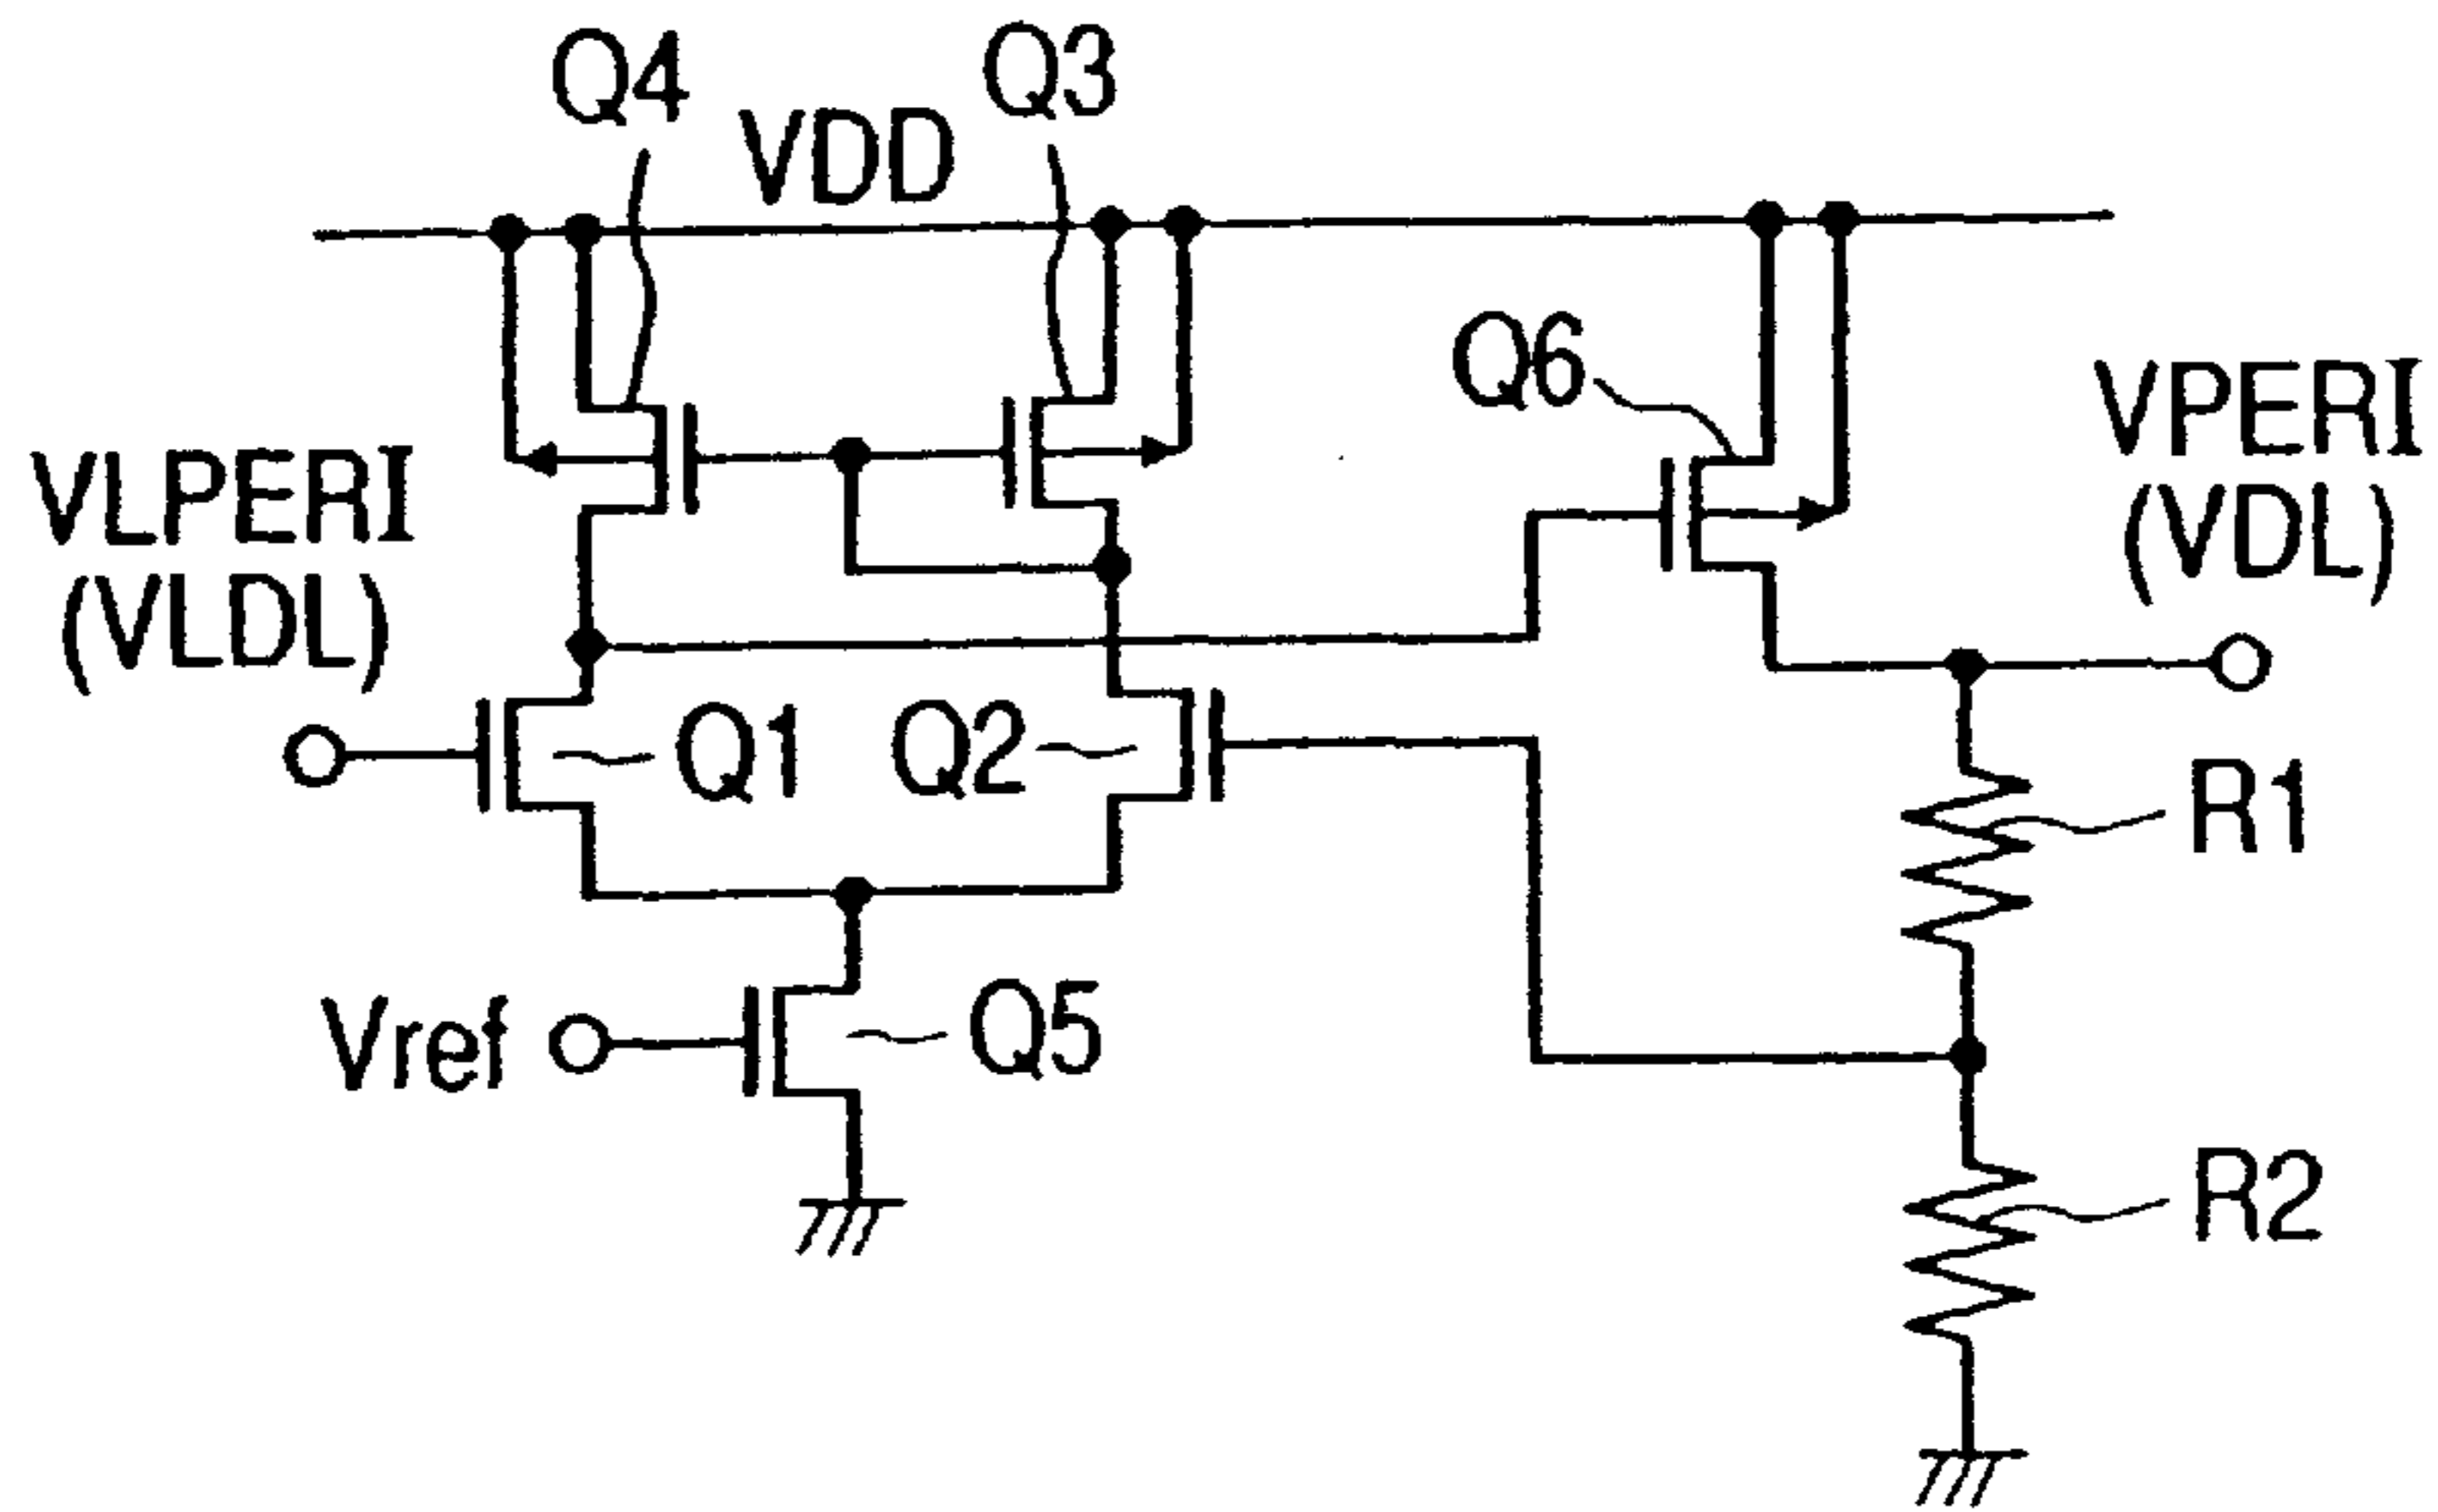 Q4
Q3
VDD
Q6
VPERI
(VDL)
VLPERI
(VLDL)
Q1
Q2
R1
Vref
Q5
R2